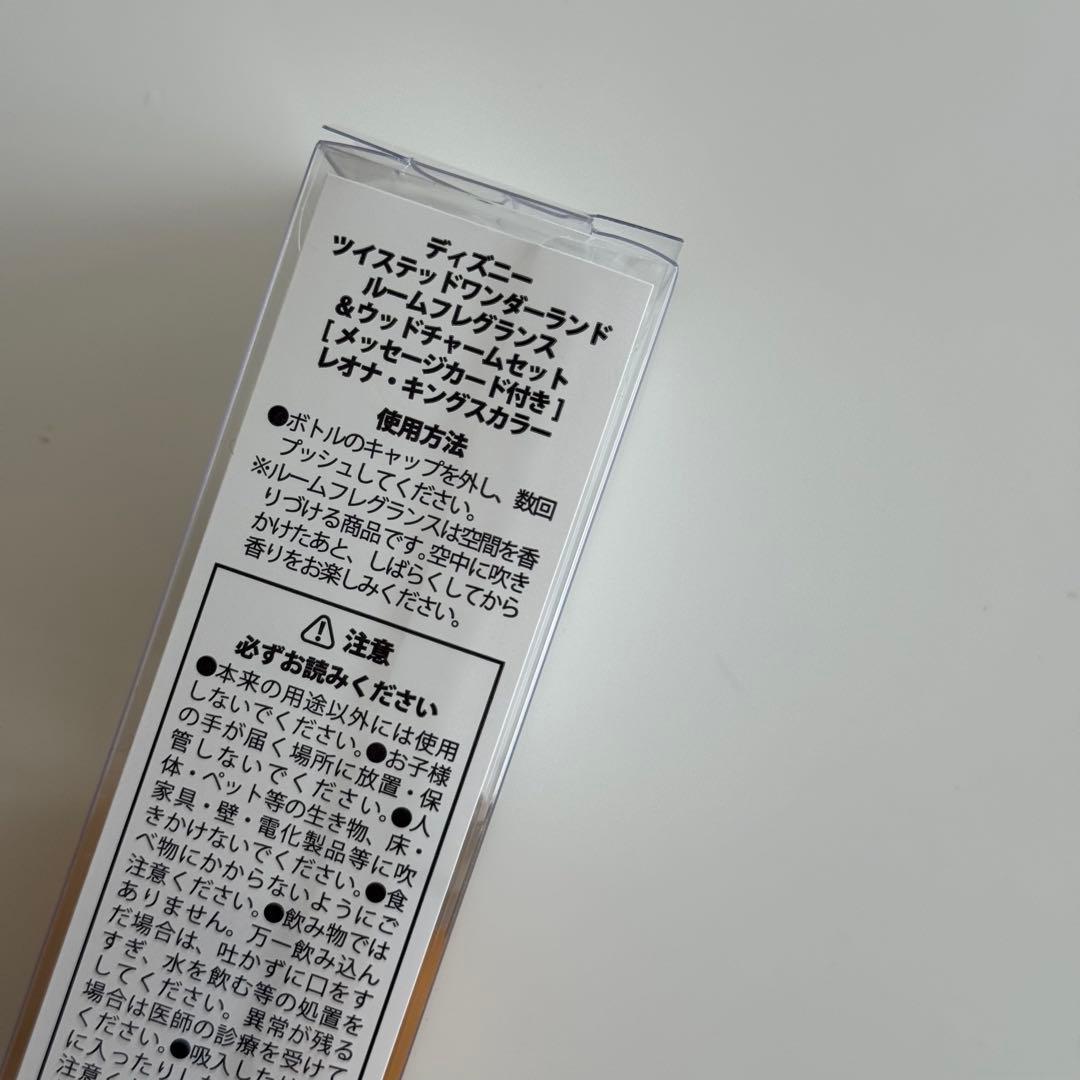 ディズニー
ツイステッドワンダーランド
ルームフレグランス
&ウッドチャームセット
[メッセージカード付き]
レオナ・キングスカラー
使用方法
●ボトルのキャップを外し、数回
プッシュしてください。
※ルームフレグランスは空間を香
りづける商品です。空中に吹き
かけたあと、しばらくしてから
香りをお楽しみください。
注意
必ずお読みください
●本来の用途以外には使用
しないでください。●お子様
の手が届く場所に放置・保
管しないでください。●人
体・ペット等の生き物、床・
家具・壁・電化製品等に吹
きかけないでください。●食
べ物にかからないようにご
注意ください。●飲み物では
ありません。万一飲み込ん
だ場合は、吐かずに口をす
すぎ、水を飲む等の処置を
してください。異常が残る
場合は医師の診療を受けて
ください。●吸入した
に入ったりし
注意く